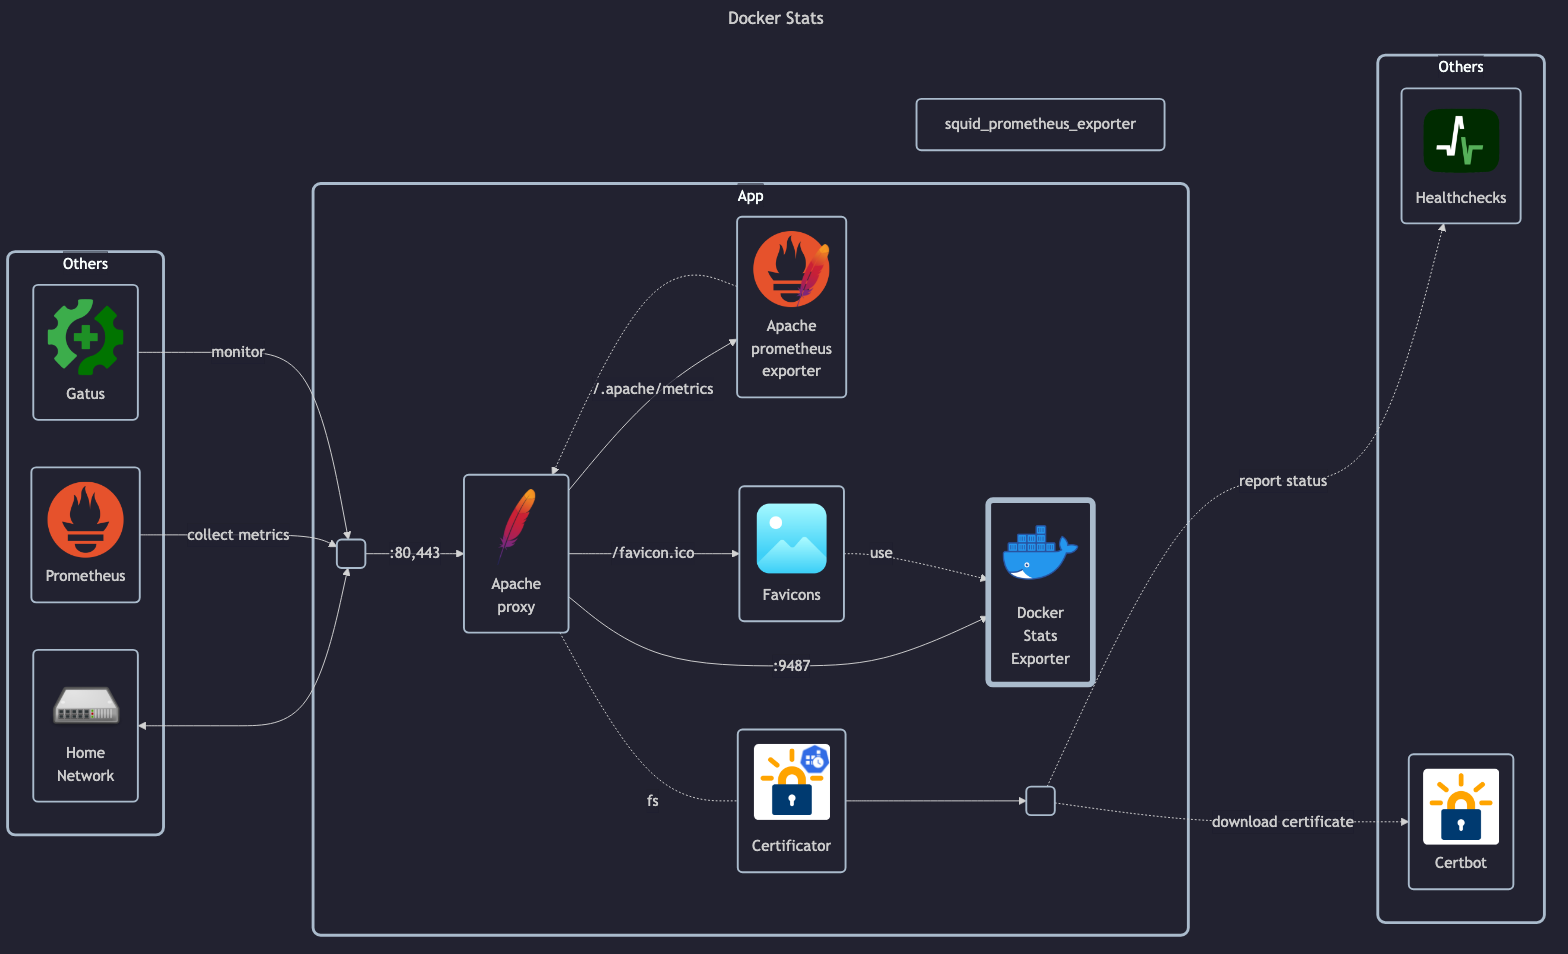 Docker Stats
squid_prometheus_exporter
Others
Gatus
Prometheus
Home
Network
monitor
collect metrics
:80,443
App
Apache
prometheus
exporter
/.apache/metrics
Apache
proxy
/favicon.ico
Favicons
use
:9487
Docker
Stats
Exporter
fs
Certificator
report status
download certificate
Others
Healthchecks
Certbot